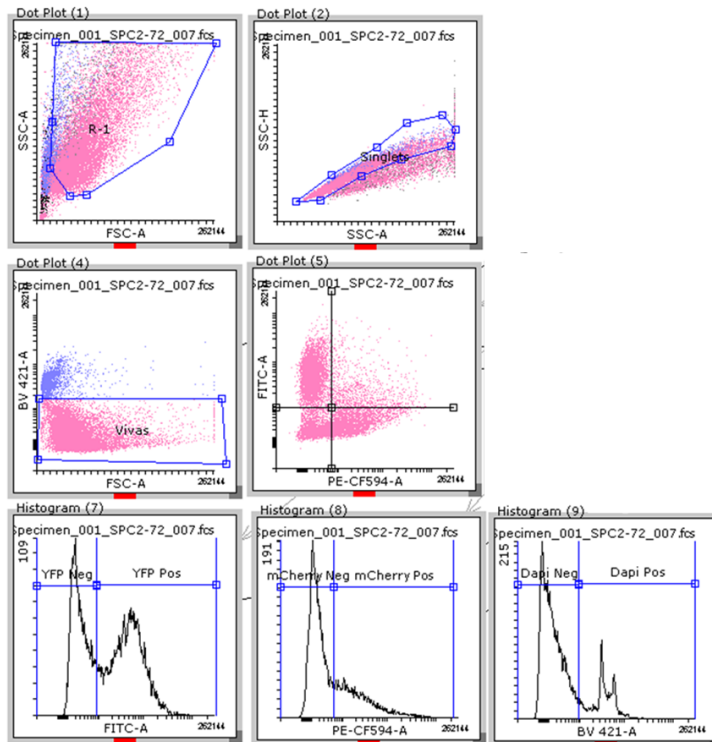 Dot Plot (1)
Specimen_001_SPC2-72_007.fcs
SSC-A
R-1
FSC-A
262144
Dot Plot (2)
Specimen_001_SPC2-72_007.fcs
SSC-H
Singlets
SSC-A
262144
Dot Plot (4)
Specimen_001_SPC2-72_007.fcs
BV 421-A
Vivas
FSC-A
262144
Dot Plot (5)
Specimen_001_SPC2-72_007.fcs
FITC-A
PE-CF594-A
262144
Histogram (7)
Specimen_001_SPC2-72_007.fcs
109
YFP Neg
YFP Pos
FITC-A
262144
Histogram (8)
Specimen_001_SPC2-72_007.fcs
191
mCherry Neg
mCherry Pos
PE-CF594-A
262144
Histogram (9)
Specimen_001_SPC2-72_007.fcs
215
Dapi Neg
Dapi Pos
BV 421-A
262144